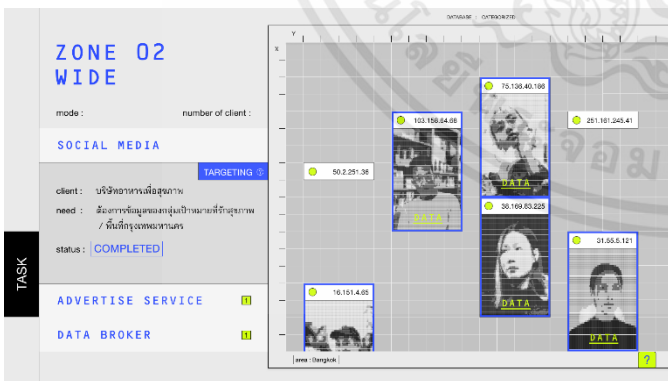 DATABASE : CATEGORIZED
ZONE 02
WIDE
mode :
number of client :
SOCIAL MEDIA
TARGETING
client : บริษัทอาหารเพื่อสุขภาพ
need : ต้องการข้อมูลของกลุ่มเป้าหมายที่รักสุขภาพ
/ พื้นที่กรุงเทพมหานคร
status : COMPLETED
TASK
ADVERTISE SERVICE 1
DATA BROKER 1
Y
X
75.136.40.186
103.156.64.66
251.161.245.41
DATA
50.2.251.36
DATA
36.169.83.225
31.55.5.121
16.151.4.65
DATA
DATA
area : Bangkok
?